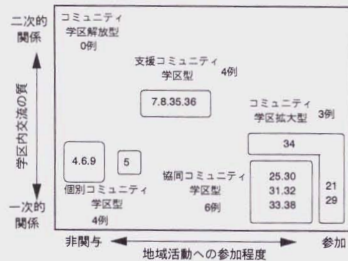 二次的
関係
学区内交流の質
一次的
関係
コミュニティ
学区解放型
0例
支援コミュニティ
学区型
4例
7.8.35.36
コミュニティ
学区拡大型
3例
34
21
29
4.6.9
5
個別コミュニティ
学区型
4例
協同コミュニティ
学区型
6例
25.30
31.32
33.38
非関与
参加
地域活動への参加程度